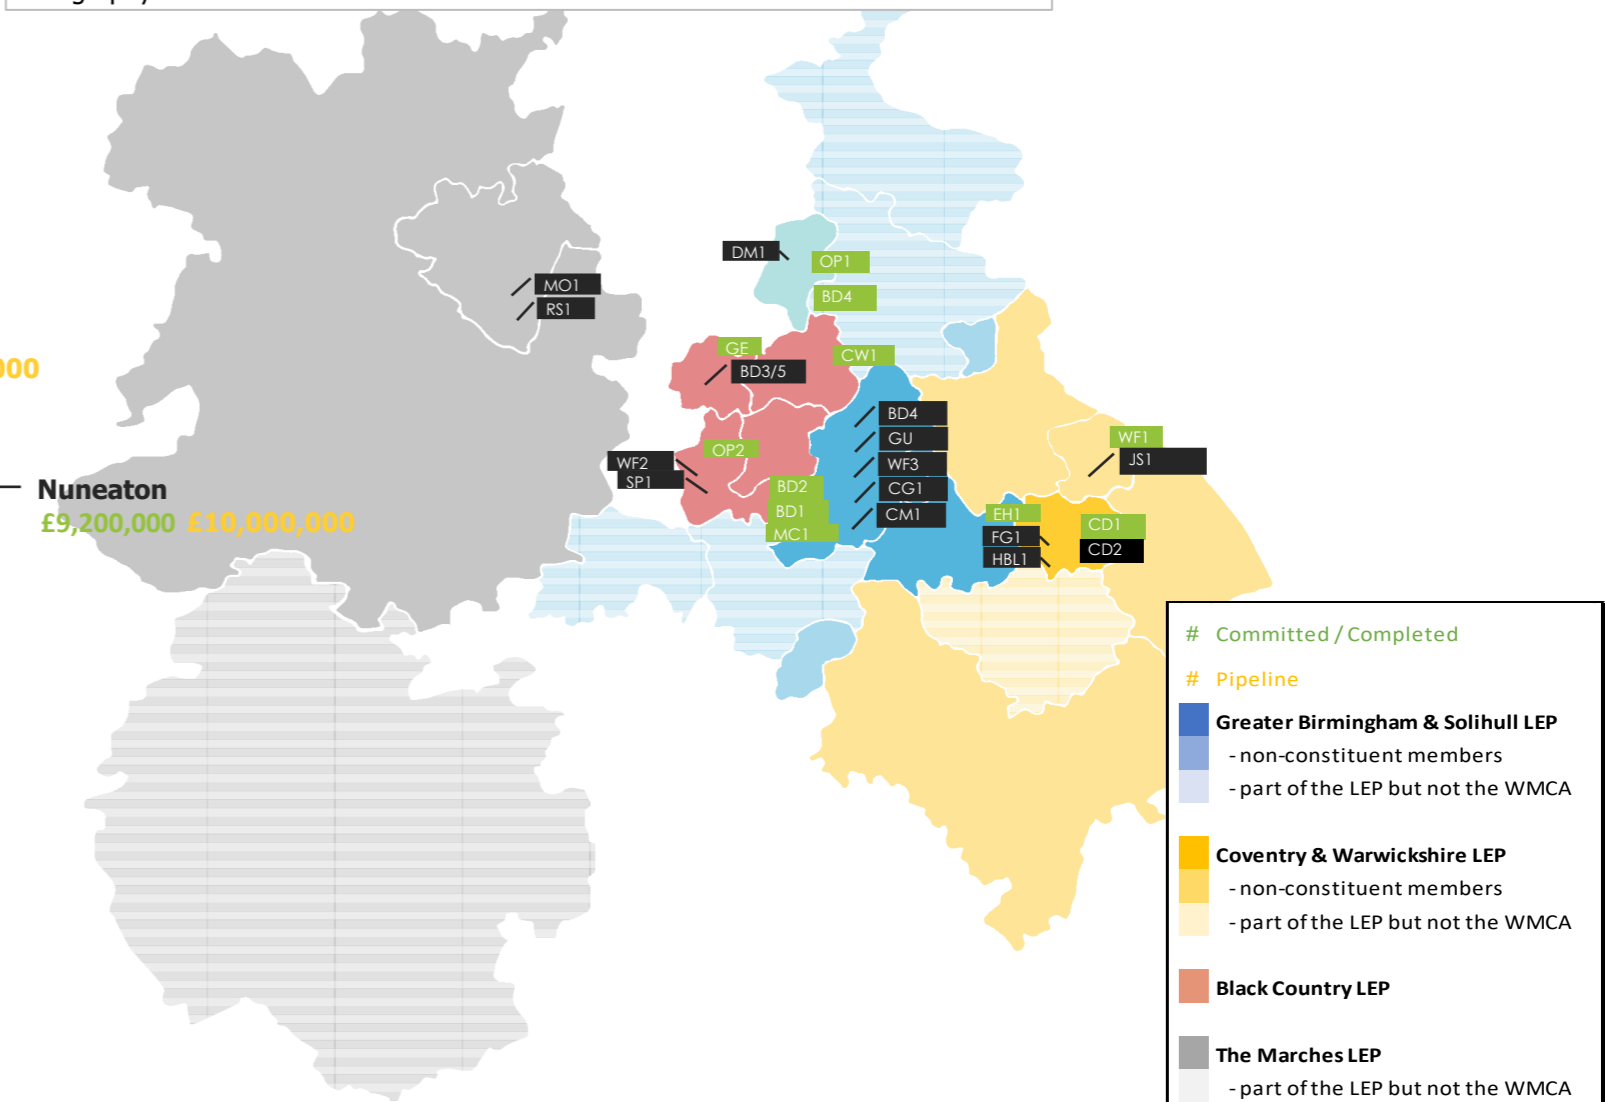 DM1
OP1
MO1
BD4
RS1
GE
CW1
000
BD3/5
BD4
GU
WF1
OP2
JS1
WF2
WF3
SP1
BD2
CG1
Nuneaton
BD1
CM1
EH1
£9,200,000 £10,000,000
CD1
MC1
FG1
CD2
HBL1
# Committed / Completed
# Pipeline
Greater Birmingham & Solihull LEP
- non-constituent members
- part of the LEP but not the WMCA
Coventry & Warwickshire LEP
- non-constituent members
- part of the LEP but not the WMCA
Black Country LEP
The Marches LEP
- part of the LEP but not the WMCA